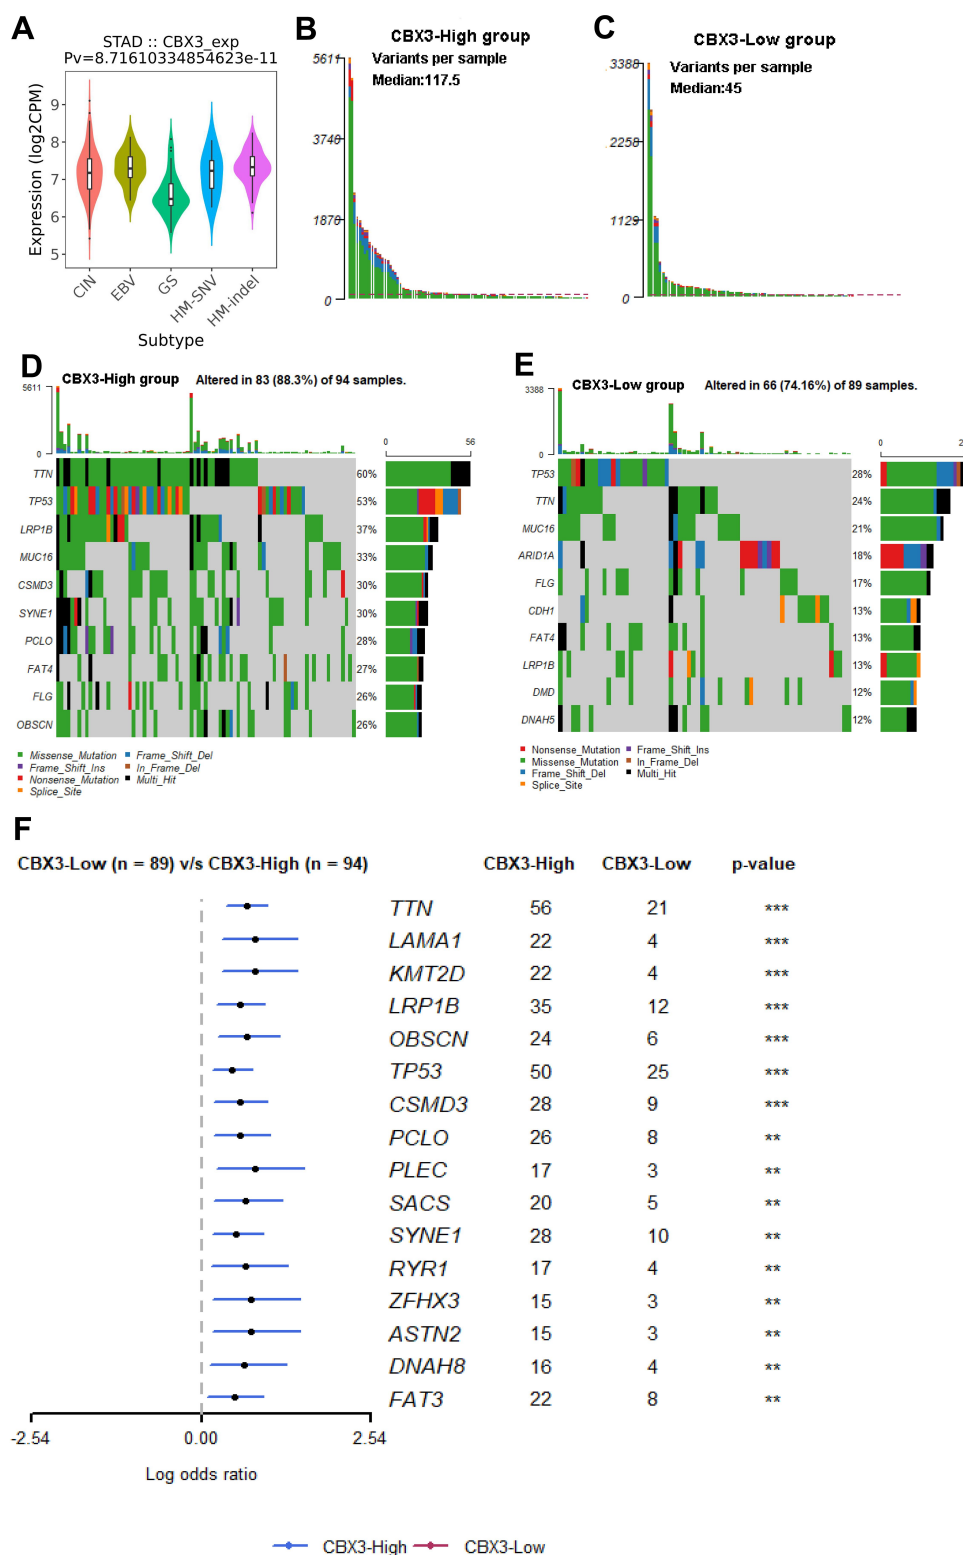 A
STAD :: CBX3_exp
Pv=8.71610334854623e-11
Expression (log2CPM)
9
8
7
6
5
CIN
EBV
GS
HM-SNV
HM-indel
Subtype
B
CBX3-High group
Variants per sample
Median:117.5
5611
3740
1870
0
C
CBX3-Low group
Variants per sample
Median:45
3388
2258
1129
0
D
CBX3-High group
Altered in 83 (88.3%) of 94 samples.
5611
0
0 56
TTN 60%
TP53 53%
LRP1B 37%
MUC16 33%
CSMD3 30%
SYNE1 30%
PCLO 28%
FAT4 27%
FLG 26%
OBSCN 26%
Missense_Mutation Frame_Shift_Del
Frame_Shift_Ins In_Frame_Del
Nonsense_Mutation Multi_Hit
Splice_Site
E
CBX3-Low group
Altered in 66 (74.16%) of 89 samples.
3388
0
0 2
TP53 28%
TTN 24%
MUC16 21%
ARID1A 18%
FLG 17%
CDH1 13%
FAT4 13%
LRP1B 13%
DMD 12%
DNAH5 12%
Nonsense_Mutation Frame_Shift_Ins
Missense_Mutation In_Frame_Del
Frame_Shift_Del Multi_Hit
Splice_Site
F
CBX3-Low (n = 89) v/s CBX3-High (n = 94) CBX3-High CBX3-Low p-value
TTN 56 21 ***
LAMA1 22 4 ***
KMT2D 22 4 ***
LRP1B 35 12 ***
OBSCN 24 6 ***
TP53 50 25 ***
CSMD3 28 9 ***
PCLO 26 8 **
PLEC 17 3 **
SACS 20 5 **
SYNE1 28 10 **
RYR1 17 4 **
ZFHX3 15 3 **
ASTN2 15 3 **
DNAH8 16 4 **
FAT3 22 8 **
-2.54 0.00 2.54
Log odds ratio
CBX3-High CBX3-Low